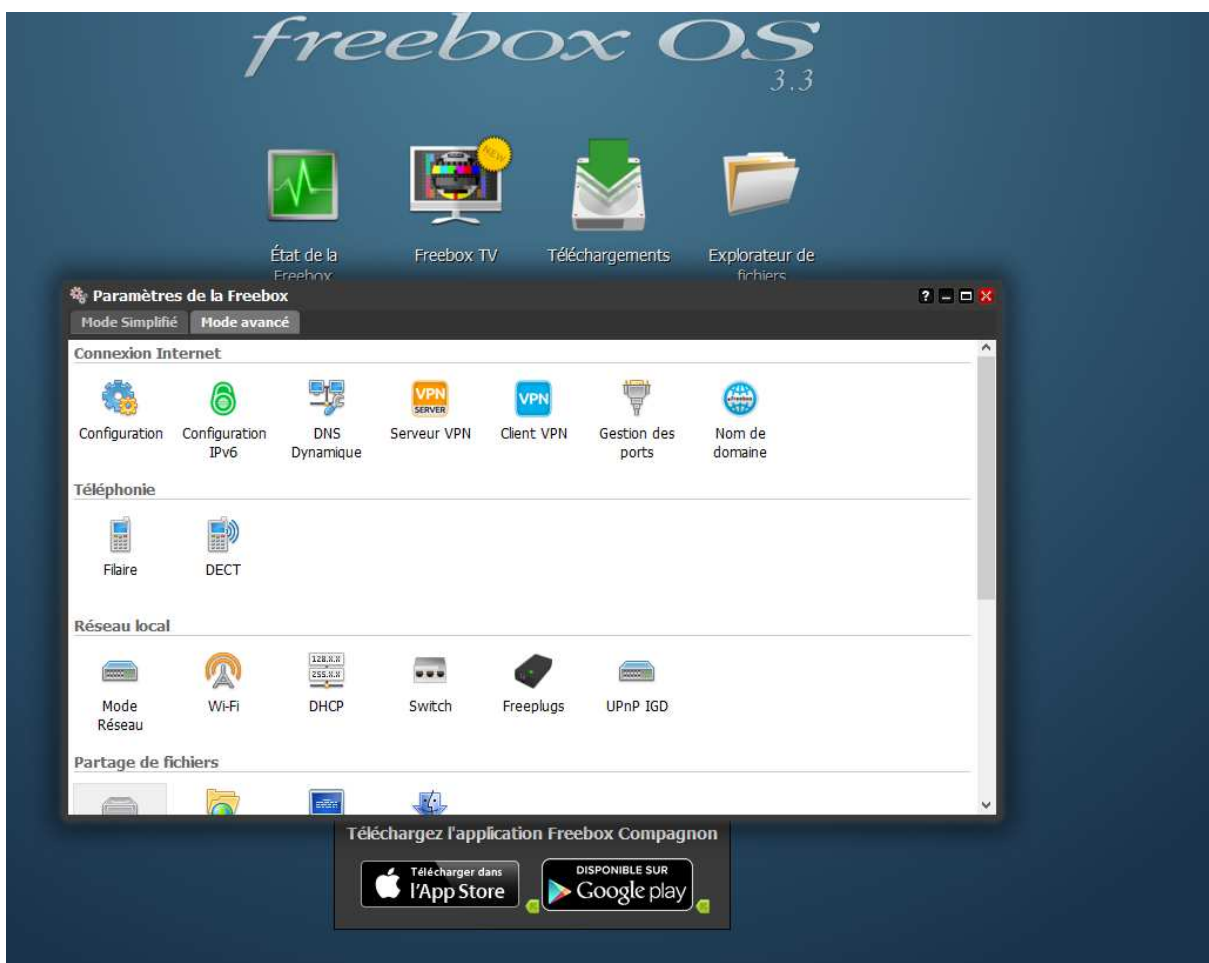 freebox OS
3.3
NEW
État de la Freebox
Freebox TV
Téléchargements
Explorateur de fichiers
Paramètres de la Freebox
?
Mode Simplifié
Mode avancé
Connexion Internet
VPN
SERVER
VPN
Configuration
Configuration IPv6
DNS Dynamique
Serveur VPN
Client VPN
Gestion des ports
Nom de domaine
Téléphonie
Filaire
DECT
Réseau local
128.X.X
255.X.X
Mode Réseau
Wi-Fi
DHCP
Switch
Freeplugs
UPnP IGD
Partage de fichiers
Téléchargez l'application Freebox Compagnon
Télécharger dans
l'App Store
DISPONIBLE SUR
Google play